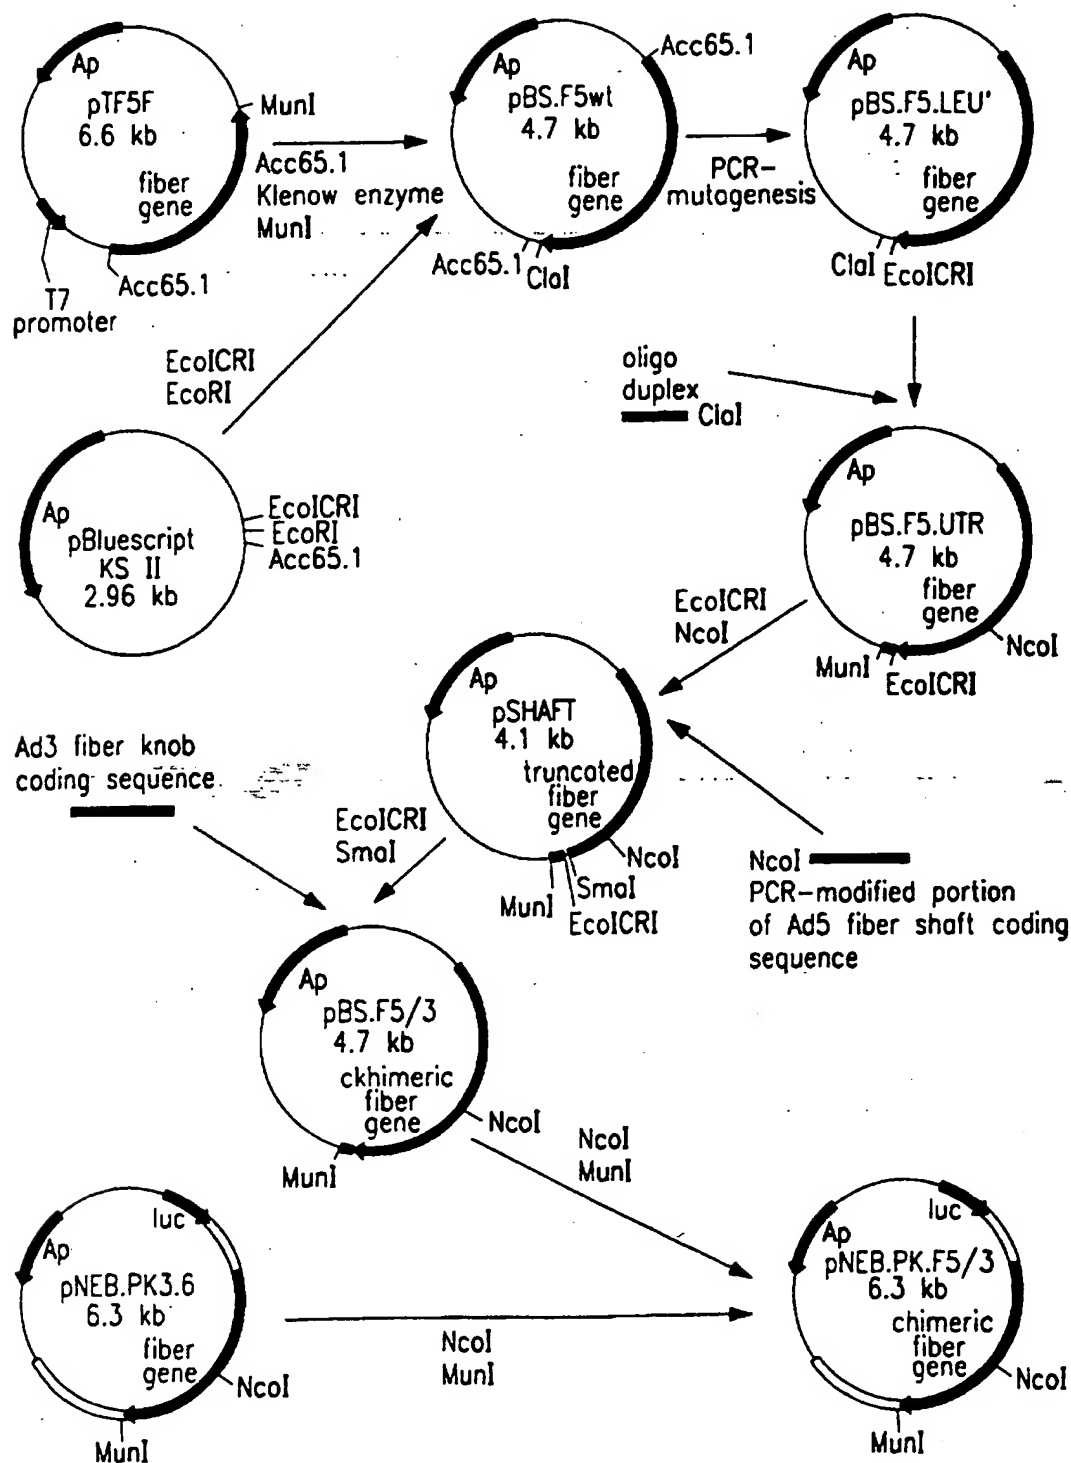 Ap
pTF5F
6.6 kb
fiber
gene
MunI
Acc65.1
T7
promoter
Acc65.1
Klenow enzyme
MunI
Ap
pBS.F5wt
4.7 kb
fiber
gene
Acc65.1
Acc65.1
ClaI
PCR-
mutagenesis
Ap
pBS.F5.LEU'
4.7 kb
fiber
gene
ClaI
EcoICRI
EcoICRI
EcoRI
oligo
duplex
ClaI
Ap
pBluescript
KS II
2.96 kb
EcoICRI
EcoRI
Acc65.1
Ap
pBS.F5.UTR
4.7 kb
fiber
gene
NcoI
MunI
EcoICRI
EcoICRI
NcoI
Ap
pSHAFT
4.1 kb
truncated
fiber
gene
NcoI
SmaI
MunI
EcoICRI
Ad3 fiber knob
coding sequence
EcoICRI
SmaI
NcoI
PCR-modified portion
of Ad5 fiber shaft coding
sequence
Ap
pBS.F5/3
4.7 kb
ckhimeric
fiber
gene
NcoI
MunI
NcoI
MunI
luc
Ap
pNEB.PK3.6
6.3 kb
fiber
gene
NcoI
MunI
NcoI
MunI
luc
Ap
pNEB.PK.F5/3
6.3 kb
chimeric
fiber
gene
NcoI
MunI